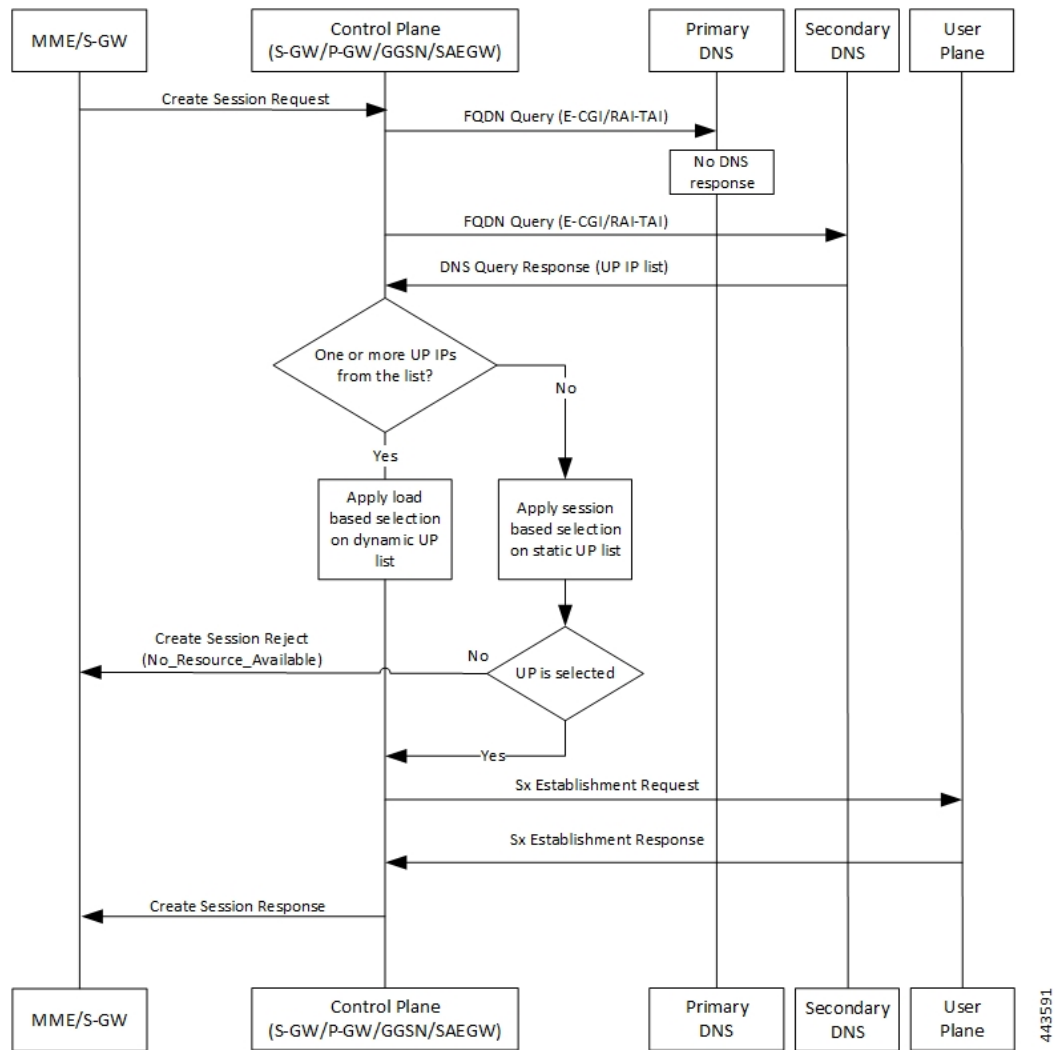 MME/S-GW
Control Plane
(S-GW/P-GW/GGSN/SAEGW)
Primary
DNS
Secondary
DNS
User
Plane
Create Session Request
FQDN Query (E-CGI/RAI-TAI)
No DNS
response
FQDN Query (E-CGI/RAI-TAI)
DNS Query Response (UP IP list)
One or more UP IPs
from the list?
No
Yes
Apply load
based selection
on dynamic UP
list
Apply session
based selection
on static UP list
Create Session Reject
(No_Resource_Available)
No
UP is selected
Yes
Sx Establishment Request
Sx Establishment Response
Create Session Response
MME/S-GW
Control Plane
(S-GW/P-GW/GGSN/SAEGW)
Primary
DNS
Secondary
DNS
User
Plane
443591